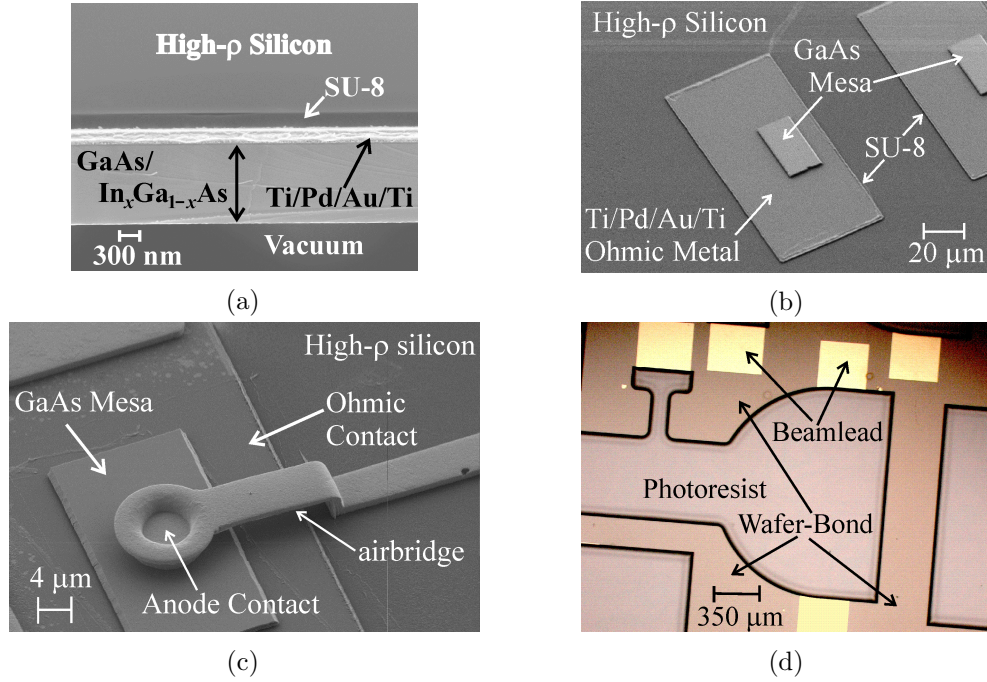 High-ρ Silicon
SU-8
GaAs/
InₓGa₁₋ₓAs
Ti/Pd/Au/Ti
Vacuum
300 nm
(a)
High-ρ Silicon
GaAs
Mesa
SU-8
Ti/Pd/Au/Ti
Ohmic Metal
20 μm
(b)
High-ρ silicon
GaAs Mesa
Ohmic
Contact
airbridge
4 μm
Anode Contact
(c)
Beamlead
Photoresist
Wafer-Bond
350 μm
(d)